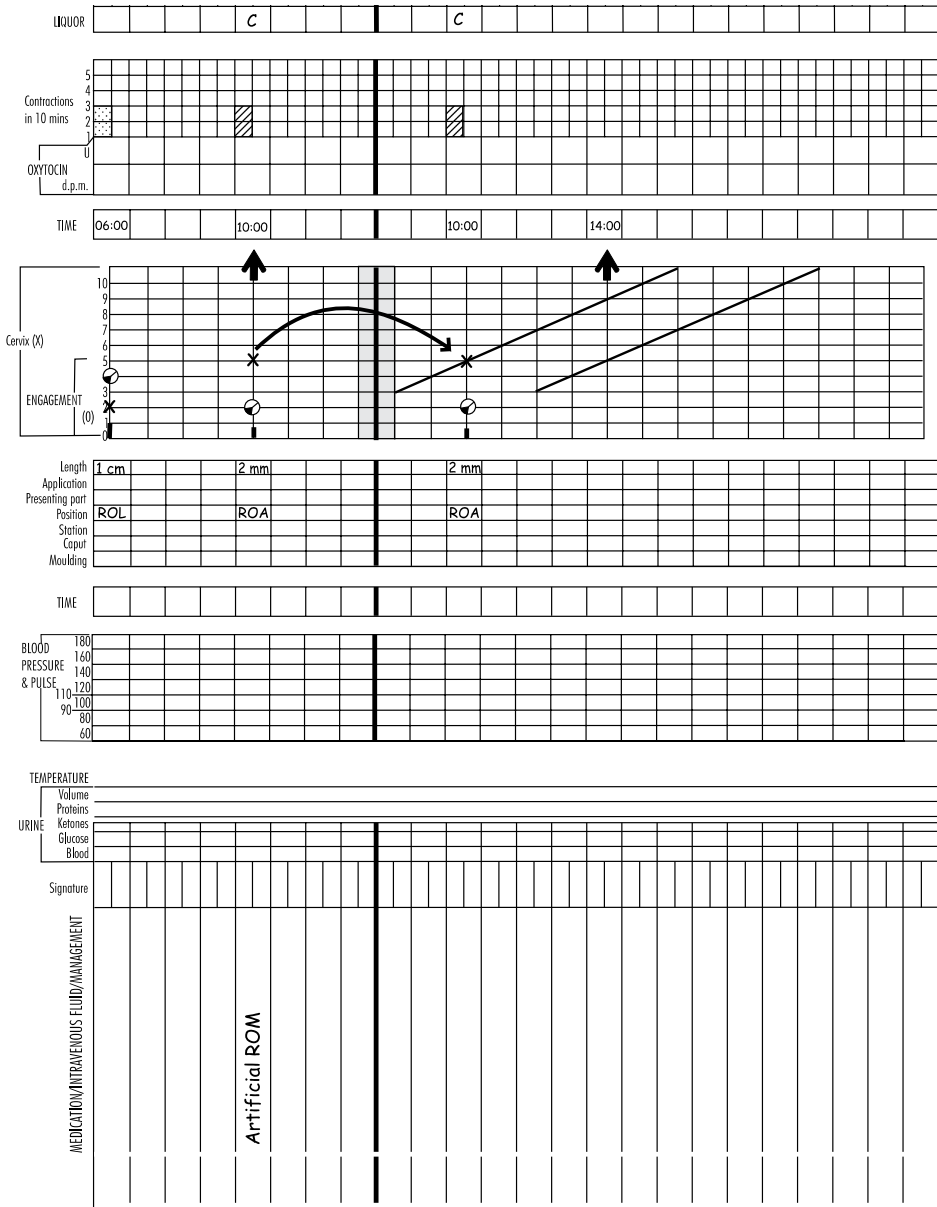 LIQUOR C C
5
4
Contractions 3
in 10 mins 2
1
U
OXYTOCIN
d.p.m.
TIME 06:00 10:00 10:00 14:00
10
9
8
7
Cervix (X) 6
5
3
ENGAGEMENT 2
(0) 1
0
X X X
Length 1 cm 2 mm 2 mm
Application
Presenting part
Position ROL ROA ROA
Station
Caput
Moulding
TIME
BLOOD 180
PRESSURE 160
& PULSE 140
120
110 100
90 80
60
TEMPERATURE
Volume
Proteins
URINE Ketones
Glucose
Blood
Signature
MEDICATION/INTRAVENOUS FLUID/MANAGEMENT
Artificial ROM